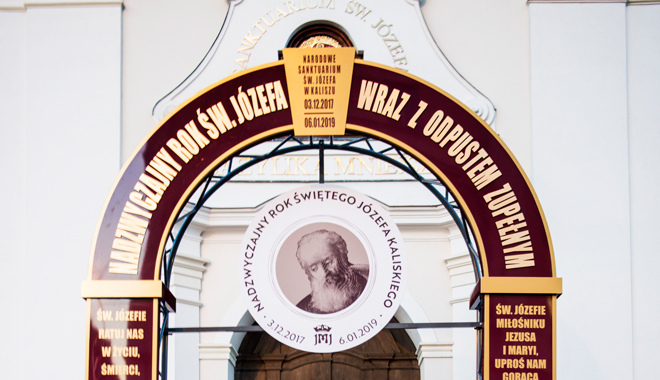 SANKTUARIUM ŚW. JÓZEFA
NARODOWE
SANKTUARIUM
ŚW. JÓZEFA
W KALISZU
03.12.2017
06.01.2019
NADZWYCZAJNY ROK ŚW. JÓZEFA
WRAZ Z ODPUSTEM ZUPEŁNYM
NADZWYCZAJNY ROK ŚWIĘTEGO JÓZEFA KALISKIEGO
3.12.2017
6.01.2019
ŚW. JÓZEFIE
RATUJ NAS
W ŻYCIU,
ŚMIERCI,
ŚW. JÓZEFIE
MIŁOŚNIKU
JEZUSA
I MARYI,
UPROŚ NAM
GORĄCĄ